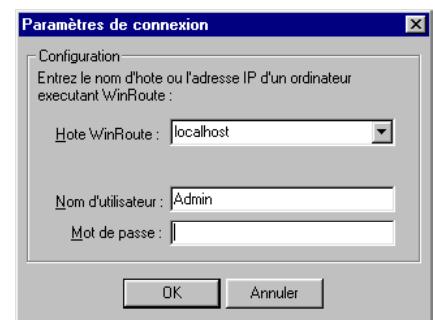 Paramètres de connexion
Configuration
Entrez le nom d'hote ou l'adresse IP d'un ordinateur
executant WinRoute :
Hote WinRoute : localhost
Nom d'utilisateur : Admin
Mot de passe :
OK Annuler